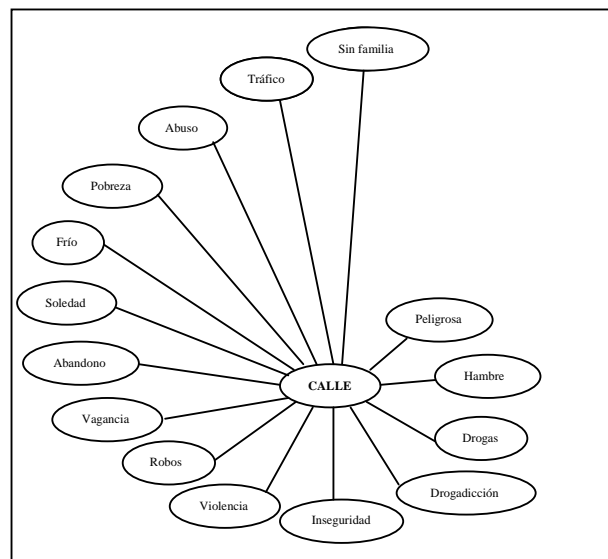 Sin familia
Tráfico
Abuso
Pobreza
Frío
Soledad
Peligrosa
Abandono
CALLE
Hambre
Vagancia
Drogas
Robos
Drogadicción
Violencia
Inseguridad